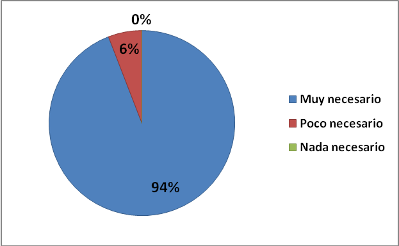 0%
6%
94%
Muy necesario
Poco necesario
Nada necesario